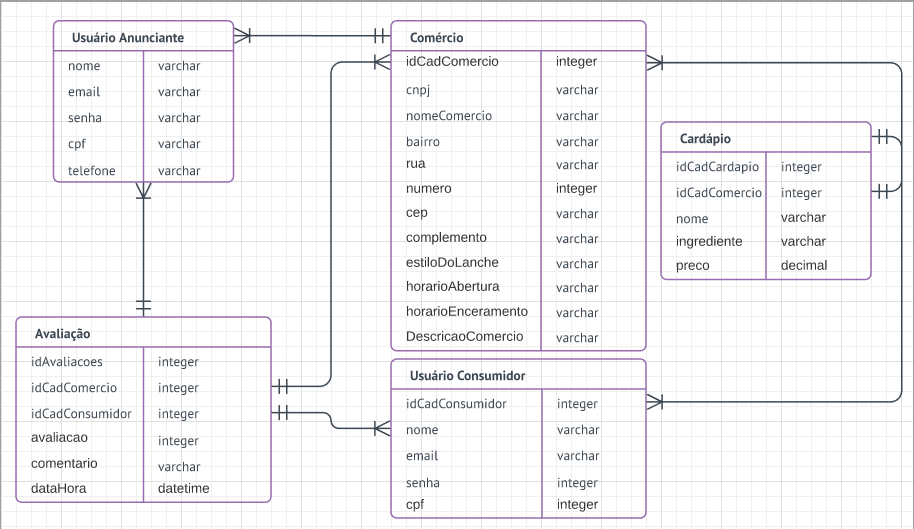 Usuário Anunciante
nome varchar
email varchar
senha varchar
cpf varchar
telefone varchar
Comércio
idCadComercio integer
cnpj varchar
nomeComercio varchar
bairro varchar
rua varchar
numero integer
cep varchar
complemento varchar
estiloDoLanche varchar
horarioAbertura varchar
horarioEnceramento varchar
DescricaoComercio varchar
Cardápio
idCadCardapio integer
idCadComercio integer
nome varchar
ingrediente varchar
preco decimal
Avaliação
idAvaliacoes integer
idCadComercio integer
idCadConsumidor integer
avaliacao integer
comentario varchar
dataHora datetime
Usuário Consumidor
idCadConsumidor integer
nome varchar
email varchar
senha integer
cpf integer